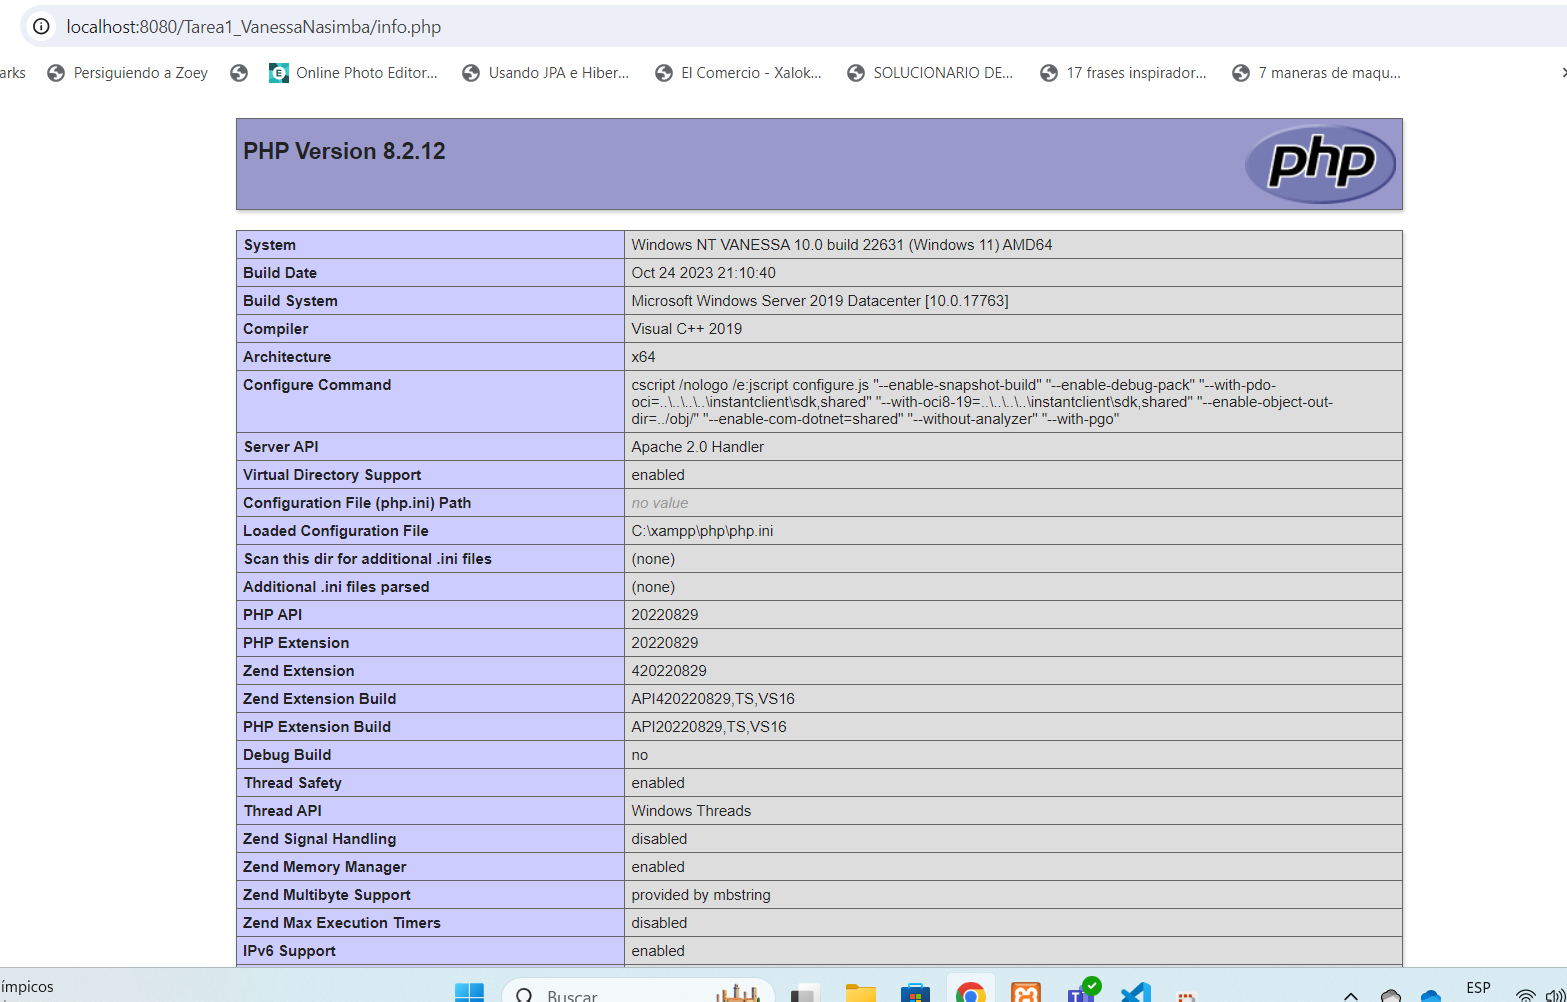 localhost:8080/Tarea1_VanessaNasimba/info.php
arks Persiguiendo a Zoey Online Photo Editor... Usando JPA e Hiber... El Comercio - Xalok... SOLUCIONARIO DE... 17 frases inspirador... 7 maneras de maqu...
PHP Version 8.2.12
php
System Windows NT VANESSA 10.0 build 22631 (Windows 11) AMD64
Build Date Oct 24 2023 21:10:40
Build System Microsoft Windows Server 2019 Datacenter [10.0.17763]
Compiler Visual C++ 2019
Architecture x64
Configure Command cscript /nologo /e:jscript configure.js "--enable-snapshot-build" "--enable-debug-pack" "--with-pdo-
oci=..\..\..\..\instantclient\sdk,shared" "--with-oci8-19=..\..\..\..\instantclient\sdk,shared" "--enable-object-out-
dir=../obj/" "--enable-com-dotnet=shared" "--without-analyzer" "--with-pgo"
Server API Apache 2.0 Handler
Virtual Directory Support enabled
Configuration File (php.ini) Path no value
Loaded Configuration File C:\xampp\php\php.ini
Scan this dir for additional .ini files (none)
Additional .ini files parsed (none)
PHP API 20220829
PHP Extension 20220829
Zend Extension 420220829
Zend Extension Build API420220829,TS,VS16
PHP Extension Build API20220829,TS,VS16
Debug Build no
Thread Safety enabled
Thread API Windows Threads
Zend Signal Handling disabled
Zend Memory Manager enabled
Zend Multibyte Support provided by mbstring
Zend Max Execution Timers disabled
IPv6 Support enabled
ímpicos Buscar ESP